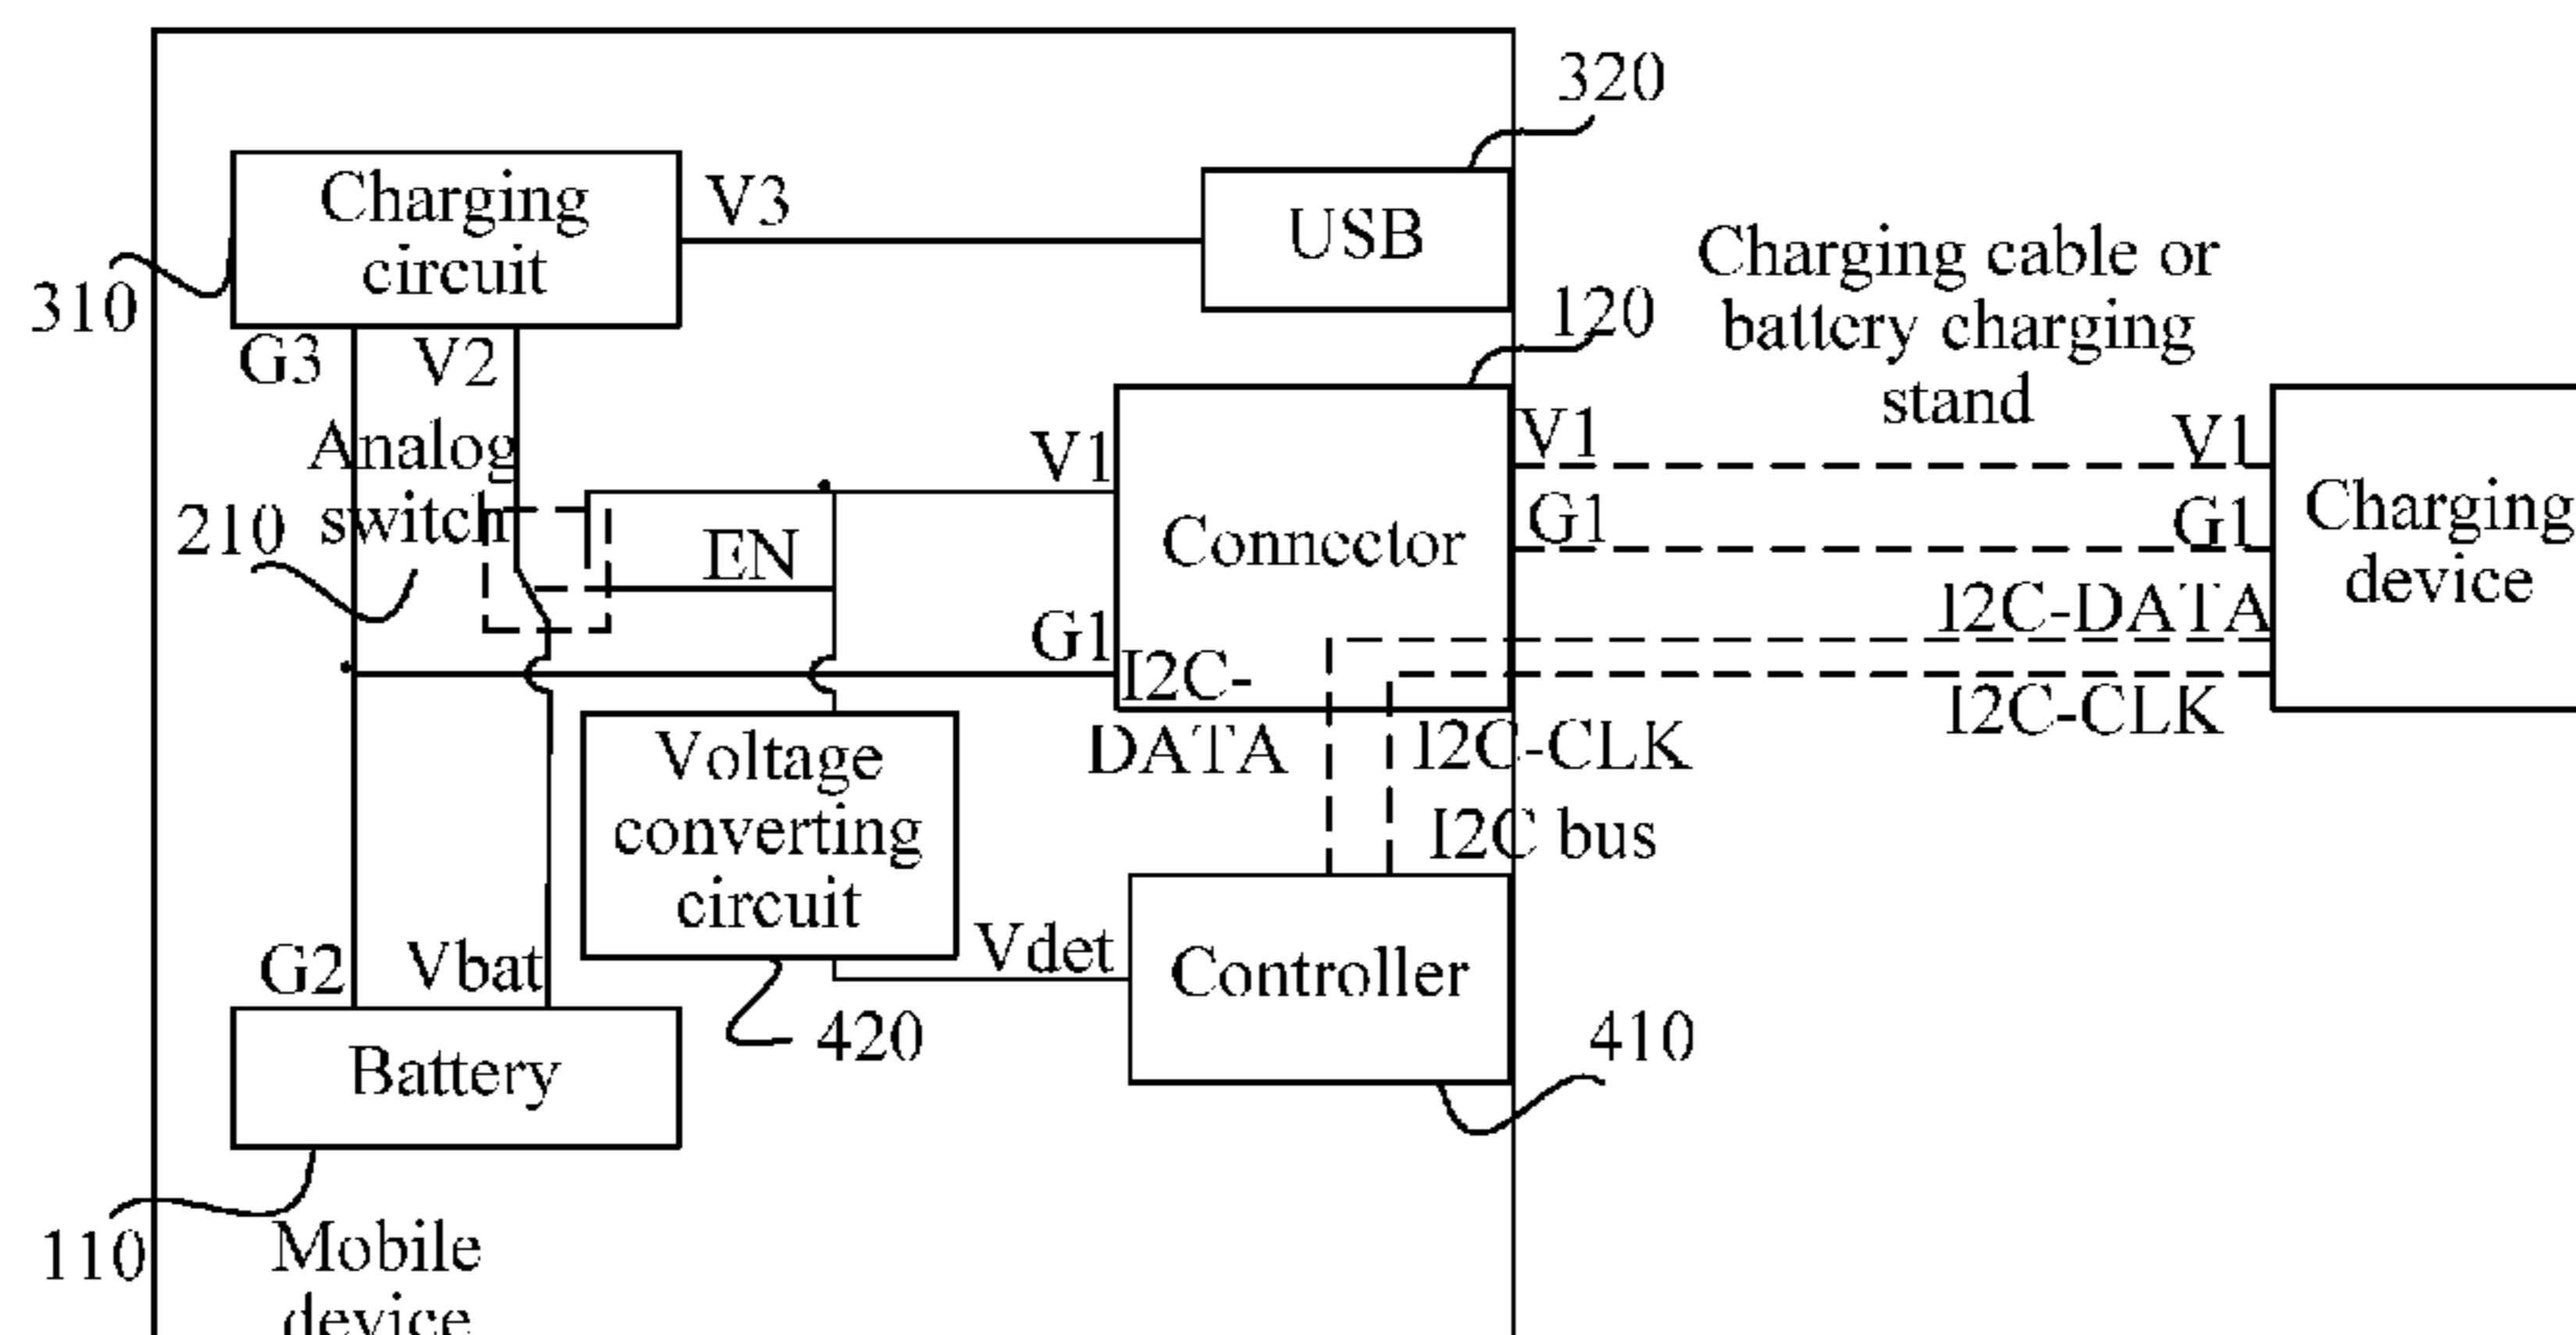 320
Charging
circuit
V3
USB
310
Charging cable or
battery charging
stand
120
G3
V2
Analog
switch
210
V1
V1
V1
EN
Connector
G1
G1
Charging
device
G1
I2C-
DATA
I2C-DATA
I2C-CLK
I2C-CLK
I2C bus
Voltage
converting
circuit
G2
Vbat
Vdet
Controller
420
410
Battery
110
Mobile
device